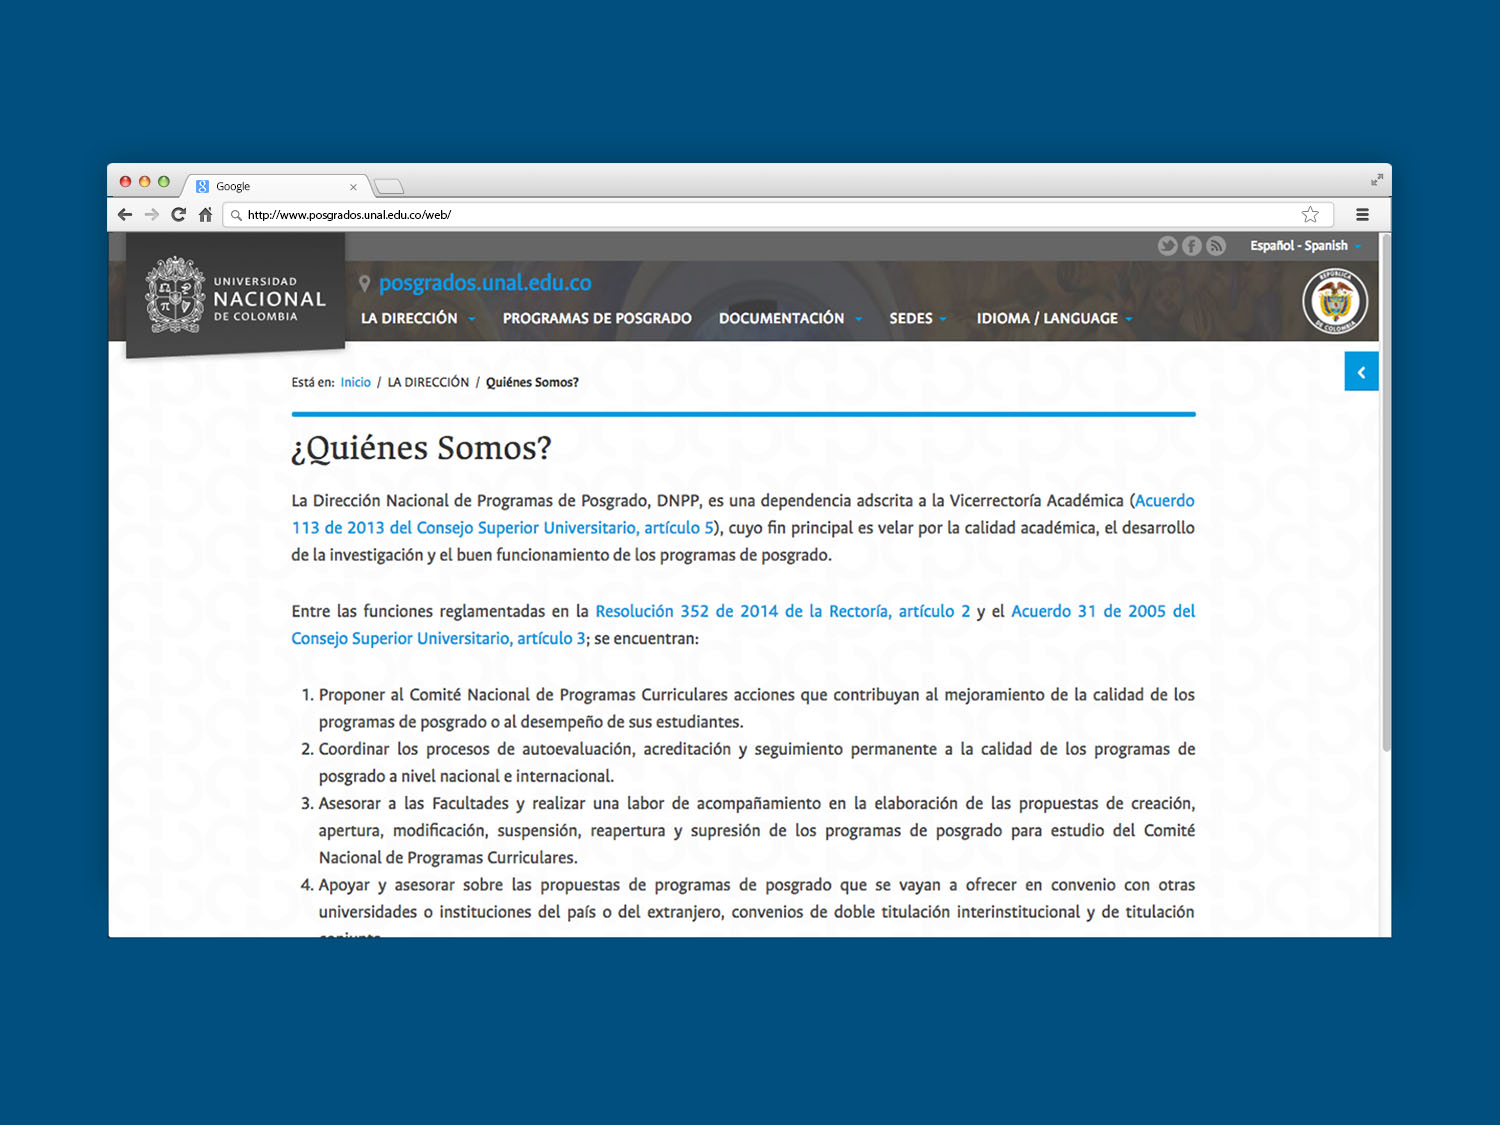 Google
http://www.posgrados.unal.edu.co/web/
Español - Spanish
UNIVERSIDAD
NACIONAL
DE COLOMBIA
posgrados.unal.edu.co
LA DIRECCIÓN PROGRAMAS DE POSGRADO DOCUMENTACIÓN SEDES IDIOMA / LANGUAGE
REPÚBLICA
DE COLOMBIA
Está en: Inicio / LA DIRECCIÓN / Quiénes Somos?
¿Quiénes Somos?
La Dirección Nacional de Programas de Posgrado, DNPP, es una dependencia adscrita a la Vicerrectoría Académica (Acuerdo
113 de 2013 del Consejo Superior Universitario, artículo 5), cuyo fin principal es velar por la calidad académica, el desarrollo
de la investigación y el buen funcionamiento de los programas de posgrado.
Entre las funciones reglamentadas en la Resolución 352 de 2014 de la Rectoría, artículo 2 y el Acuerdo 31 de 2005 del
Consejo Superior Universitario, artículo 3; se encuentran:
1. Proponer al Comité Nacional de Programas Curriculares acciones que contribuyan al mejoramiento de la calidad de los
programas de posgrado o al desempeño de sus estudiantes.
2. Coordinar los procesos de autoevaluación, acreditación y seguimiento permanente a la calidad de los programas de
posgrado a nivel nacional e internacional.
3. Asesorar a las Facultades y realizar una labor de acompañamiento en la elaboración de las propuestas de creación,
apertura, modificación, suspensión, reapertura y supresión de los programas de posgrado para estudio del Comité
Nacional de Programas Curriculares.
4. Apoyar y asesorar sobre las propuestas de programas de posgrado que se vayan a ofrecer en convenio con otras
universidades o instituciones del país o del extranjero, convenios de doble titulación interinstitucional y de titulación